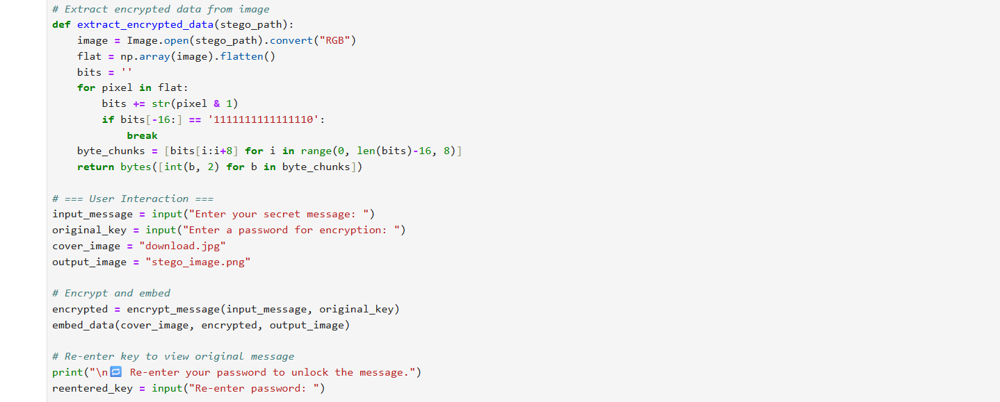 # Extract encrypted data from image
def extract_encrypted_data(stego_path):
    image = Image.open(stego_path).convert("RGB")
    flat = np.array(image).flatten()
    bits = ''
    for pixel in flat:
        bits += str(pixel & 1)
        if bits[-16:] == '1111111111111110':
            break
    byte_chunks = [bits[i:i+8] for i in range(0, len(bits)-16, 8)]
    return bytes([int(b, 2) for b in byte_chunks])

# === User Interaction ===
input_message = input("Enter your secret message: ")
original_key = input("Enter a password for encryption: ")
cover_image = "download.jpg"
output_image = "stego_image.png"

# Encrypt and embed
encrypted = encrypt_message(input_message, original_key)
embed_data(cover_image, encrypted, output_image)

# Re-enter key to view original message
print("\n🔁 Re-enter your password to unlock the message.")
reentered_key = input("Re-enter password: ")